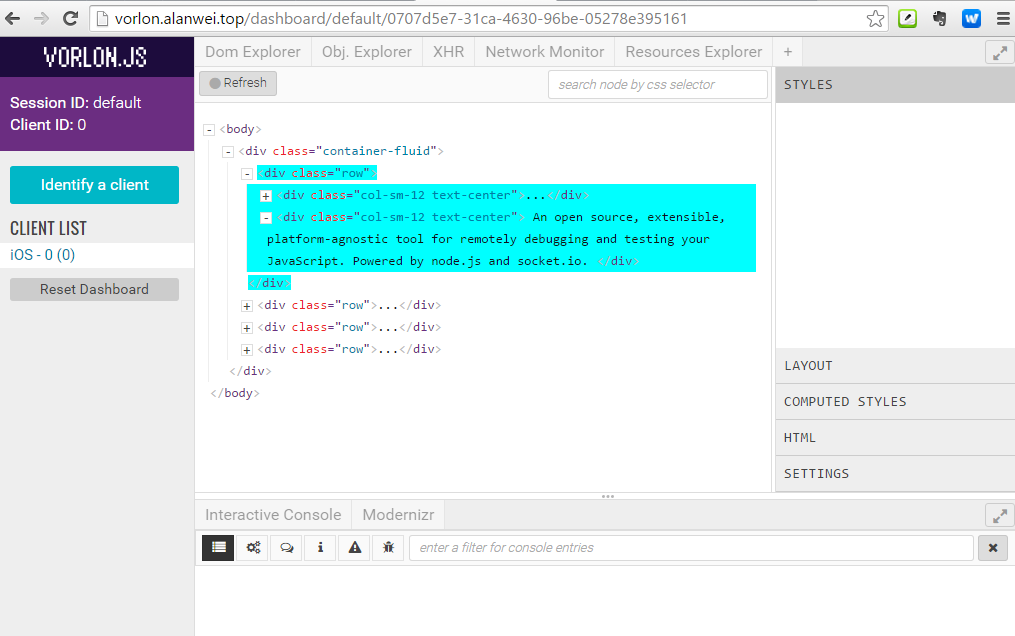 vorlon.alanwei.top/dashboard/default/0707d5e7-31ca-4630-96be-05278e395161
VORLON.JS
Session ID: default
Client ID: 0
Identify a client
CLIENT LIST
iOS - 0 (0)
Reset Dashboard
Dom Explorer Obj. Explorer XHR Network Monitor Resources Explorer +
Refresh
search node by css selector
- <body>
- <div class="container-fluid">
- <div class="row">
+ <div class="col-sm-12 text-center">...</div>
- <div class="col-sm-12 text-center"> An open source, extensible,
platform-agnostic tool for remotely debugging and testing your
JavaScript. Powered by node.js and socket.io. </div>
</div>
+ <div class="row">...</div>
+ <div class="row">...</div>
+ <div class="row">...</div>
</div>
</body>
STYLES
LAYOUT
COMPUTED STYLES
HTML
SETTINGS
Interactive Console Modernizr
enter a filter for console entries